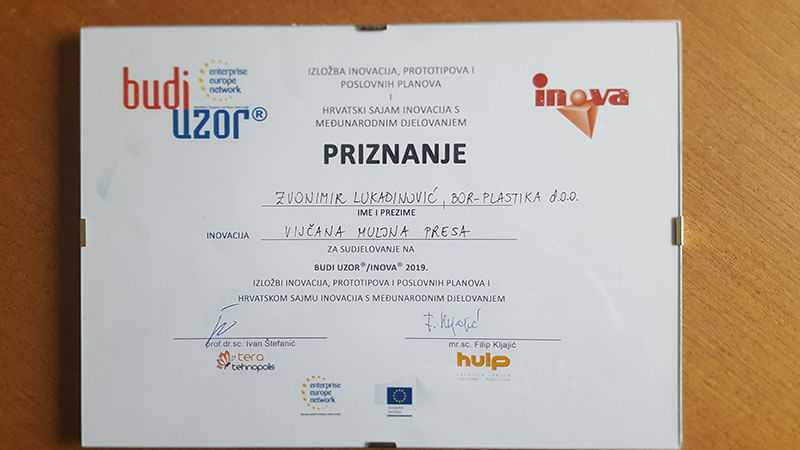 budi uzor®
enterprise europe network
IZLOŽBA INOVACIJA, PROTOTIPOVA I
POSLOVNIH PLANOVA
I
HRVATSKI SAJAM INOVACIJA S
MEĐUNARODNIM DJELOVANJEM
inova
PRIZNANJE
ZVONIMIR LUKADINOVIĆ, BOR-PLASTIKA d.o.o.
IME I PREZIME
INOVACIJA VIJČANA MULJNA PRESA
ZA SUDJELOVANJE NA
BUDI UZOR®/INOVA® 2019.
IZLOŽBI INOVACIJA, PROTOTIPOVA I POSLOVNIH PLANOVA I
HRVATSKOM SAJMU INOVACIJA S MEĐUNARODNIM DJELOVANJEM
F. Kljajić
prof.dr.sc. Ivan Štefanić
mr.sc. Filip Kljajić
tera
tehnopolis
huip
enterprise
europe
network